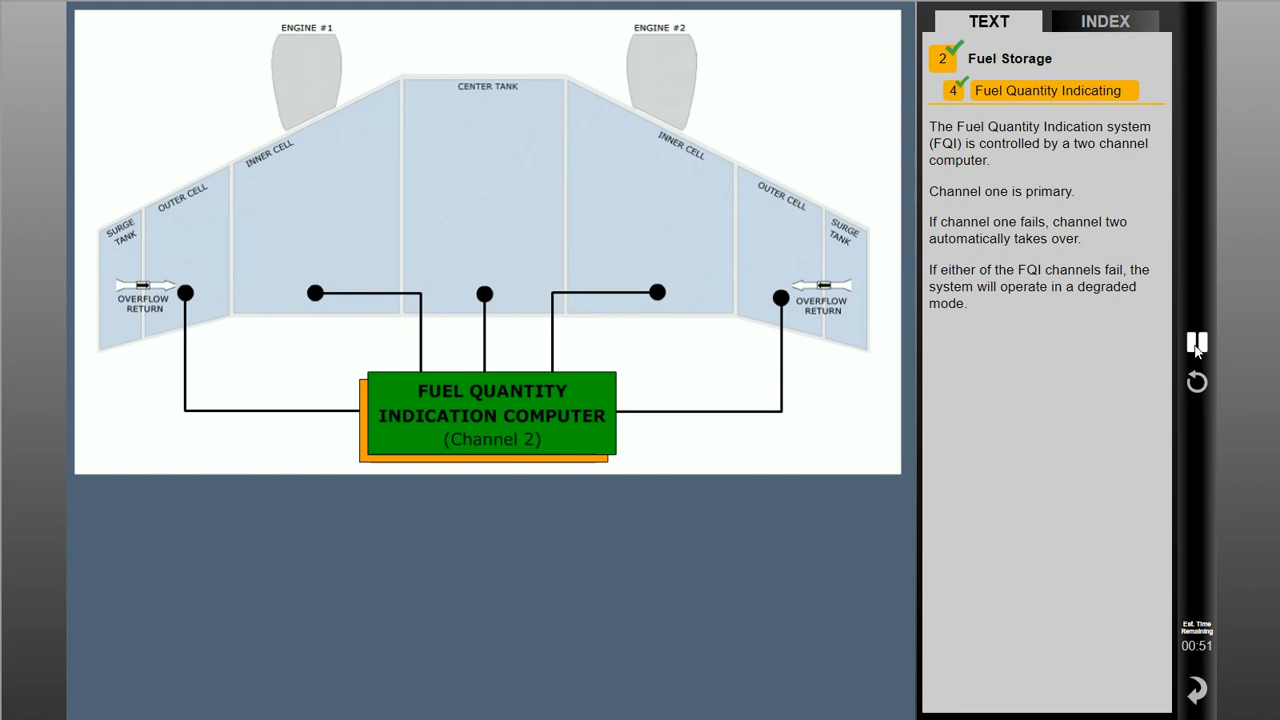 ENGINE #1
ENGINE #2
CENTER TANK
INNER CELL
INNER CELL
OUTER CELL
OUTER CELL
SURGE
TANK
SURGE
TANK
OVERFLOW
RETURN
OVERFLOW
RETURN
FUEL QUANTITY
INDICATION COMPUTER
(Channel 2)
TEXT
INDEX
2 Fuel Storage
4 Fuel Quantity Indicating
The Fuel Quantity Indication system
(FQI) is controlled by a two channel
computer.
Channel one is primary.
If channel one fails, channel two
automatically takes over.
If either of the FQI channels fail, the
system will operate in a degraded
mode.
Est. Time
Remaining
00:51